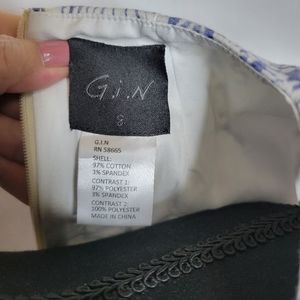 G.I.N
8
G.I.N
RN 58665
SHELL:
97% COTTON
3% SPANDEX
CONTRAST 1:
97% POLYESTER
3% SPANDEX
CONTRAST 2:
100% POLYESTER
MADE IN CHINA